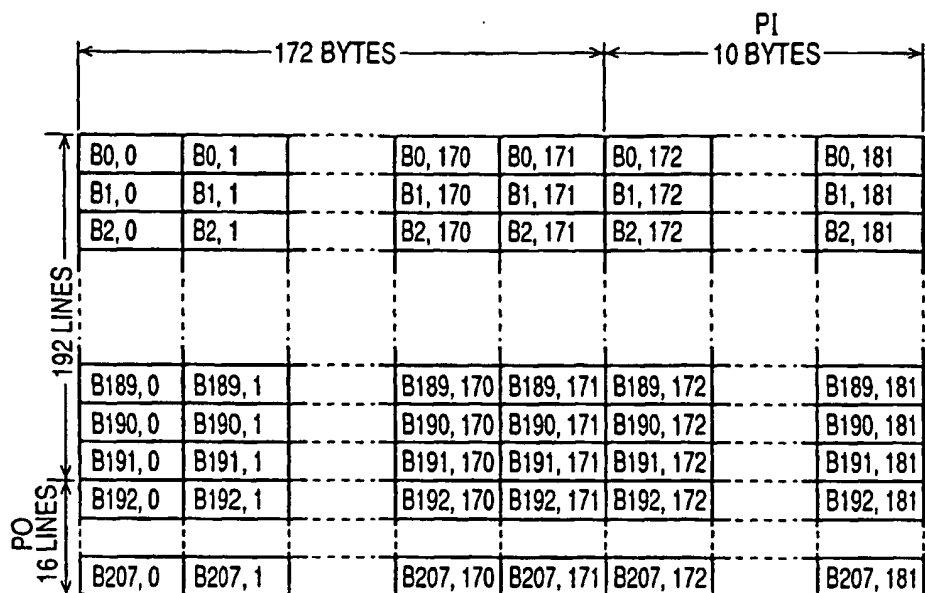 PI
172 BYTES 10 BYTES
B0, 0 B0, 1 B0, 170 B0, 171 B0, 172 B0, 181
B1, 0 B1, 1 B1, 170 B1, 171 B1, 172 B1, 181
B2, 0 B2, 1 B2, 170 B2, 171 B2, 172 B2, 181
192 LINES
B189, 0 B189, 1 B189, 170 B189, 171 B189, 172 B189, 181
B190, 0 B190, 1 B190, 170 B190, 171 B190, 172 B190, 181
B191, 0 B191, 1 B191, 170 B191, 171 B191, 172 B191, 181
PO
16 LINES
B192, 0 B192, 1 B192, 170 B192, 171 B192, 172 B192, 181
B207, 0 B207, 1 B207, 170 B207, 171 B207, 172 B207, 181